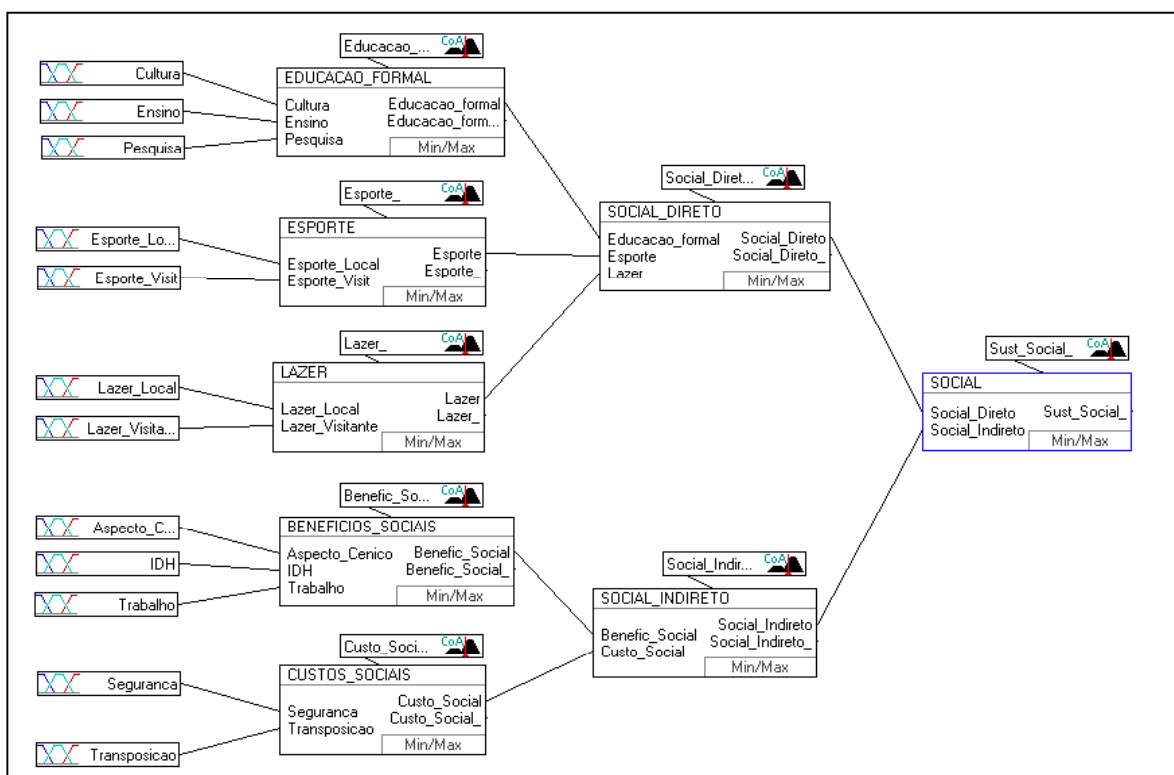 Educacao_... CoA
EDUCACAO_FORMAL
Cultura
Ensino
Pesquisa
Cultura Educacao_formal
Ensino Educacao_form...
Pesquisa
Min/Max
Esporte_ CoA
ESPORTE
Esporte_Lo...
Esporte_Visit
Esporte
Esporte_Local Esporte_
Esporte_Visit
Min/Max
Lazer_ CoA
LAZER
Lazer_Local
Lazer_Visita...
Lazer
Lazer_Local Lazer_
Lazer_Visitante
Min/Max
Benefic_So... CoA
BENEFICIOS_SOCIAIS
Aspecto_C...
IDH
Trabalho
Aspecto_Cenico Benefic_Social
IDH Benefic_Social_
Trabalho
Min/Max
Custo_Soci... CoA
CUSTOS_SOCIAIS
Seguranca
Transposicao
Custo_Social
Seguranca Custo_Social_
Transposicao
Min/Max
Social_Diret... CoA
SOCIAL_DIRETO
Educacao_formal Social_Direto
Esporte Social_Direto_
Lazer
Min/Max
Social_Indir... CoA
SOCIAL_INDIRETO
Social_Indireto
Benefic_Social Social_Indireto_
Custo_Social
Min/Max
Sust_Social_ CoA
SOCIAL
Social_Direto Sust_Social_
Social_Indireto
Min/Max